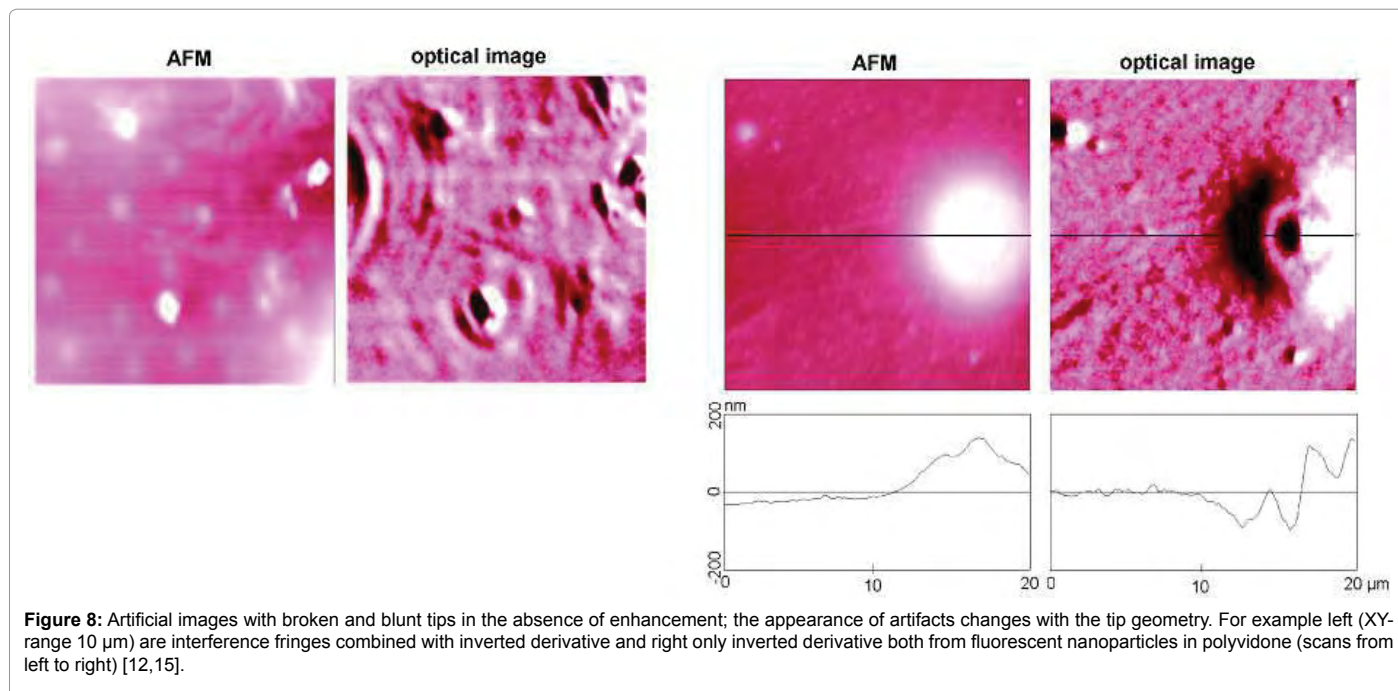 AFM
optical image
AFM
optical image
200 nm
0
-200
0
10
20
0
10
20 µm
Figure 8: Artificial images with broken and blunt tips in the absence of enhancement; the appearance of artifacts changes with the tip geometry. For example left (XY-
range 10 µm) are interference fringes combined with inverted derivative and right only inverted derivative both from fluorescent nanoparticles in polyvidone (scans from
left to right) [12,15].